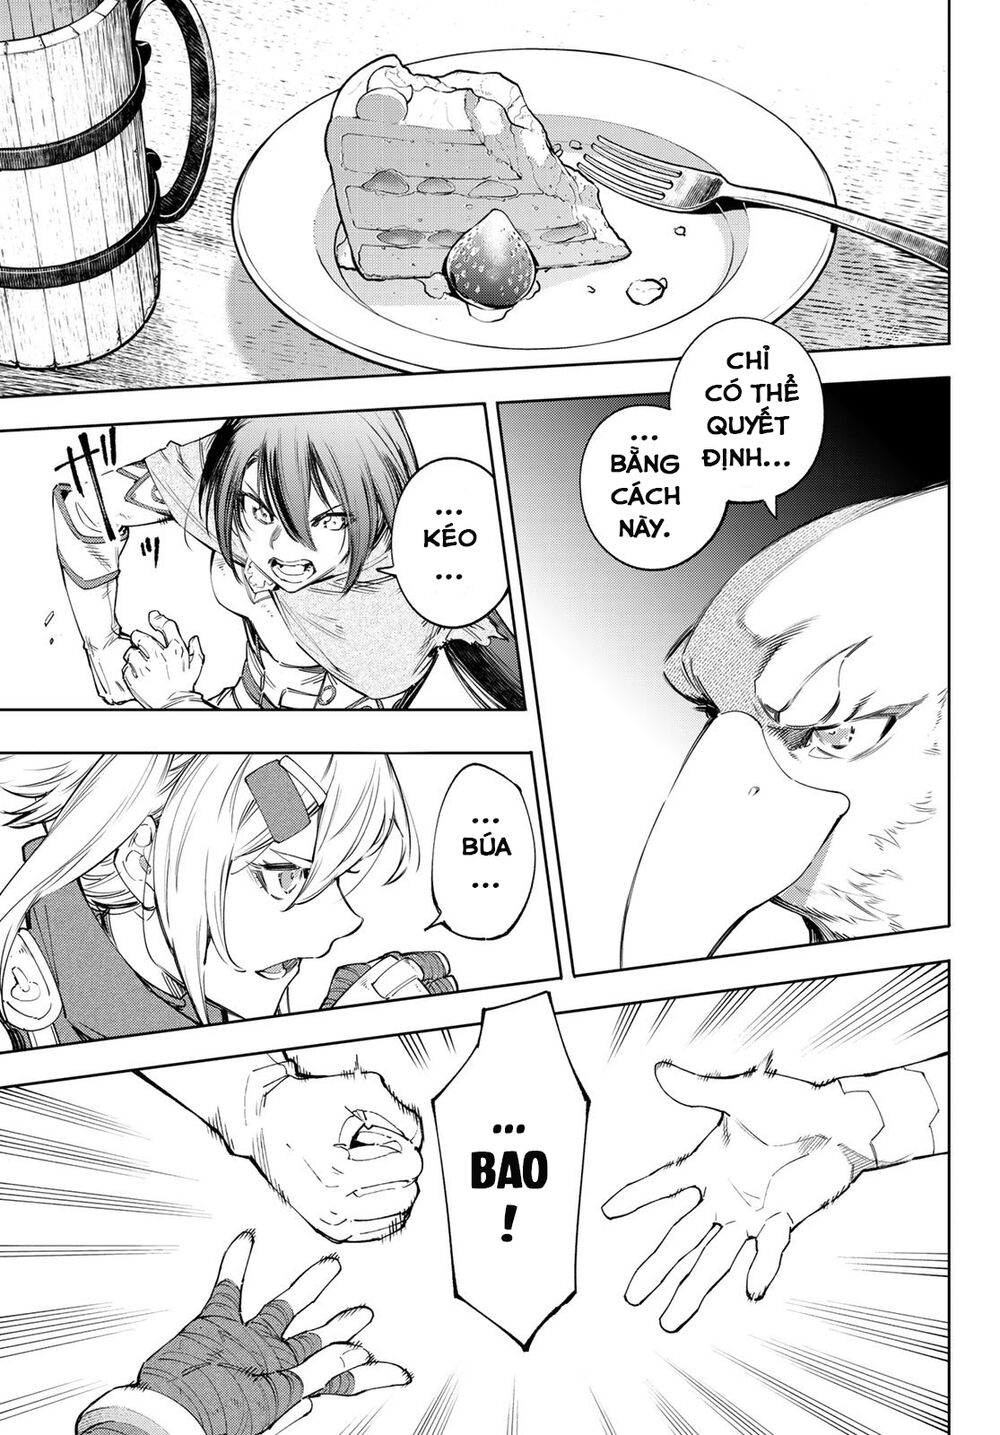 CHỈ
CÓ THỂ
QUYẾT
ĐỊNH...
...
BẰNG
CÁCH
NÀY.
...
KÉO
...
...
BÚA
...
...
BAO
!